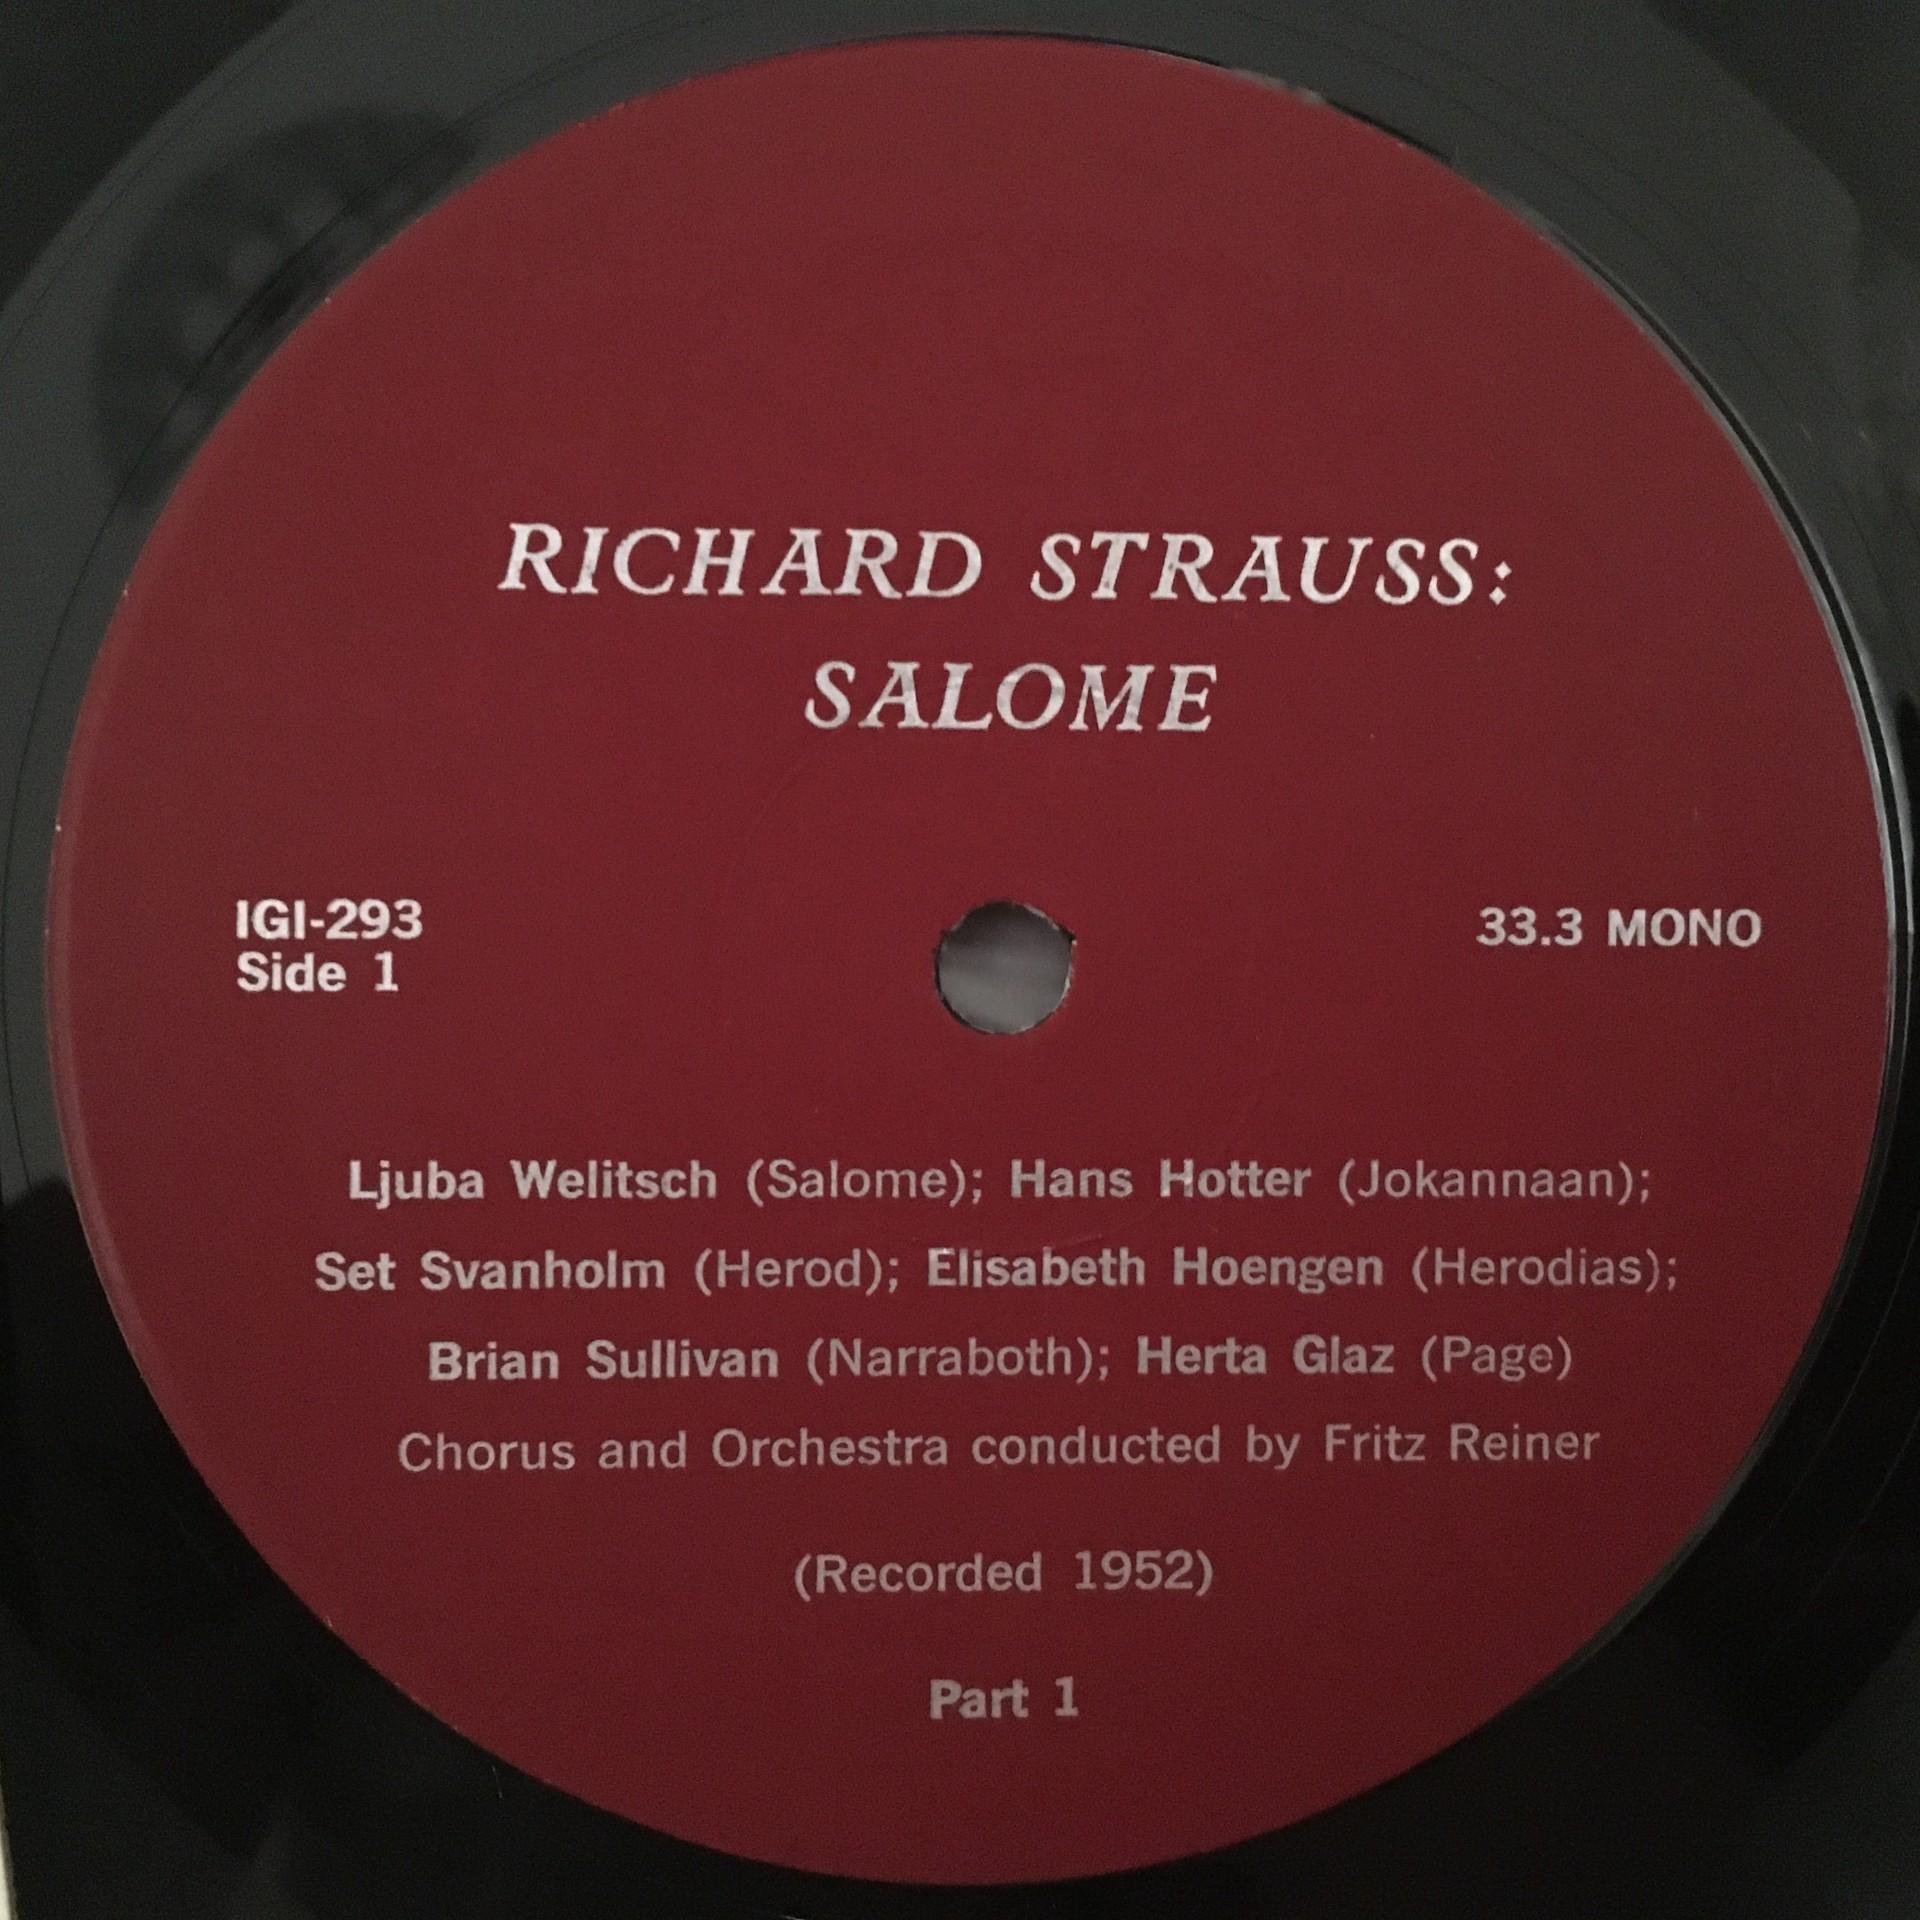 RICHARD STRAUSS:
SALOME
IGI-293
Side 1
33.3 MONO
Ljuba Welitsch (Salome); Hans Hotter (Jokannaan);
Set Svanholm (Herod); Elisabeth Hoengen (Herodias);
Brian Sullivan (Narraboth); Herta Glaz (Page)
Chorus and Orchestra conducted by Fritz Reiner
(Recorded 1952)
Part 1